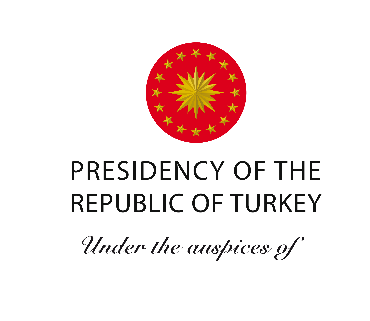 PRESIDENCY OF THE
REPUBLIC OF TURKEY
Under the auspices of